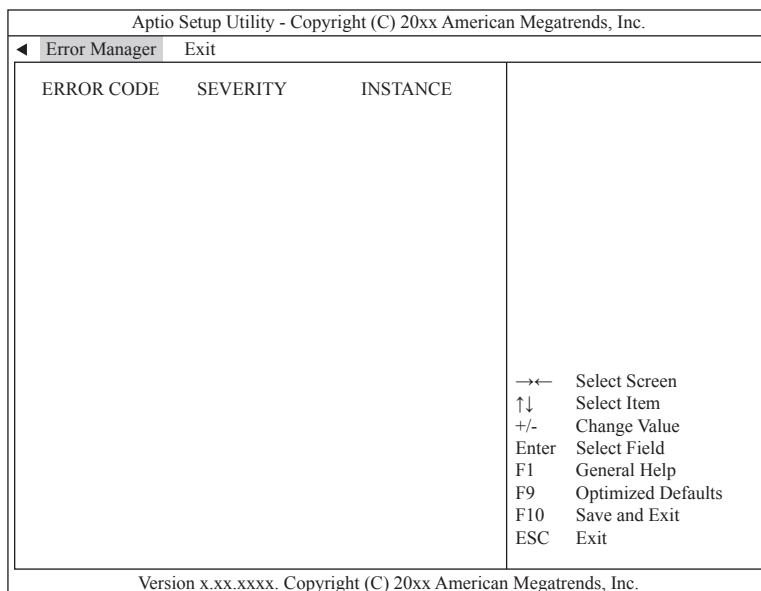 Aptio Setup Utility - Copyright (C) 20xx American Megatrends, Inc.
◄ Error Manager Exit
ERROR CODE SEVERITY INSTANCE
→← Select Screen
↑↓ Select Item
+/- Change Value
Enter Select Field
F1 General Help
F9 Optimized Defaults
F10 Save and Exit
ESC Exit
Version x.xx.xxxx. Copyright (C) 20xx American Megatrends, Inc.